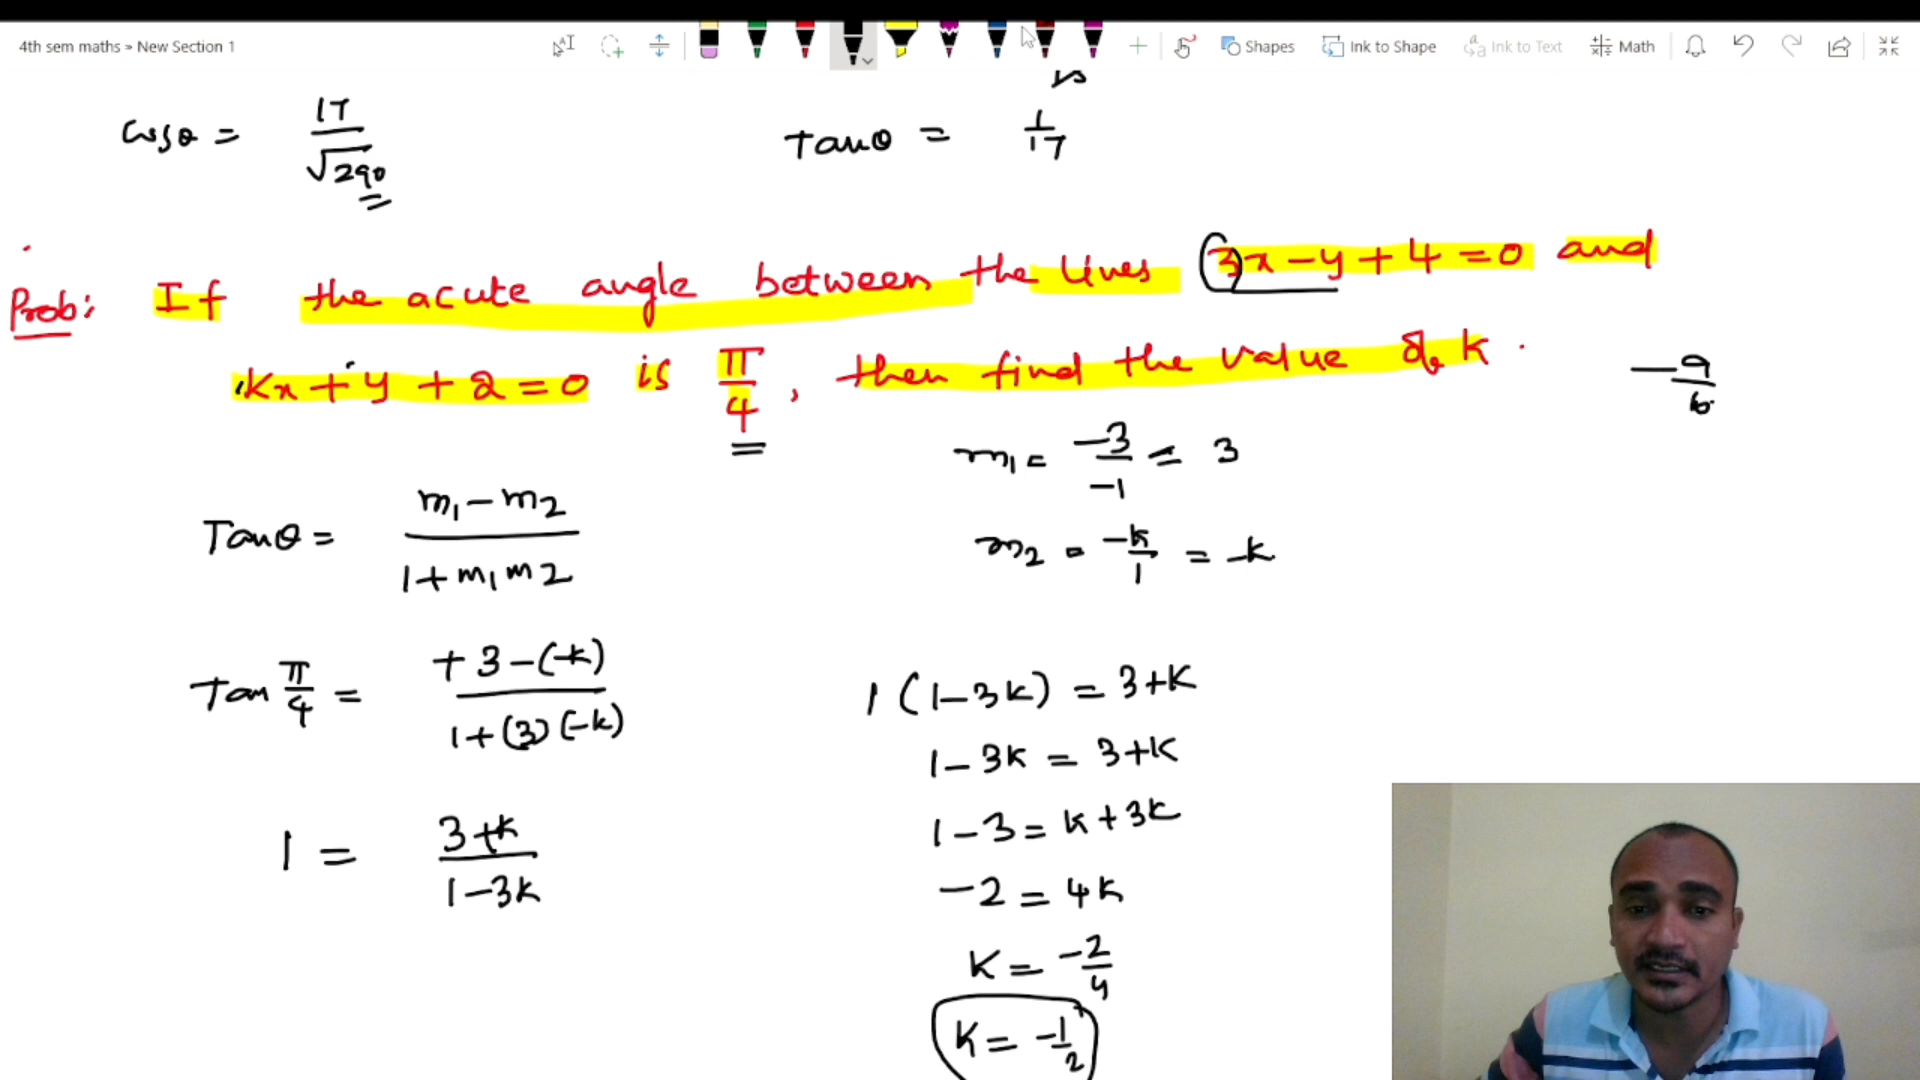 4th sem maths » New Section 1
Shapes Ink to Shape Ink to Text Math
Cosθ = 17/√290
Tanθ = 1/17
Prob: If the acute angle between the lines 3x-y+4=0 and
kx+y+2=0 is π/4, then find the value of k.
-a/b
m1 = -3/-1 = 3
m2 = -k/1 = -k
Tanθ = m1-m2/1+m1m2
Tan π/4 = +3-(-k)/1+(3)(-k)
1 = 3+k/1-3k
1(1-3k) = 3+k
1-3k = 3+k
1-3 = k+3k
-2 = 4k
K = -2/4
K = -1/2